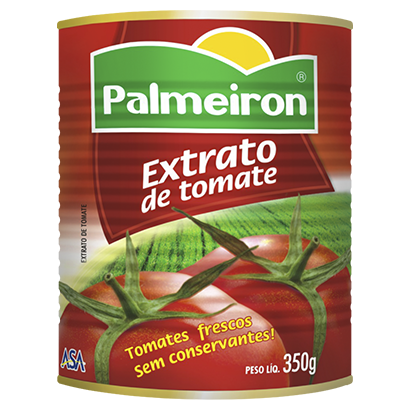 Palmeiron®
Extrato
de tomate
EXTRATO DE TOMATE
Tomates frescos
Sem conservantes!
ASA
PESO LÍQ. 350g